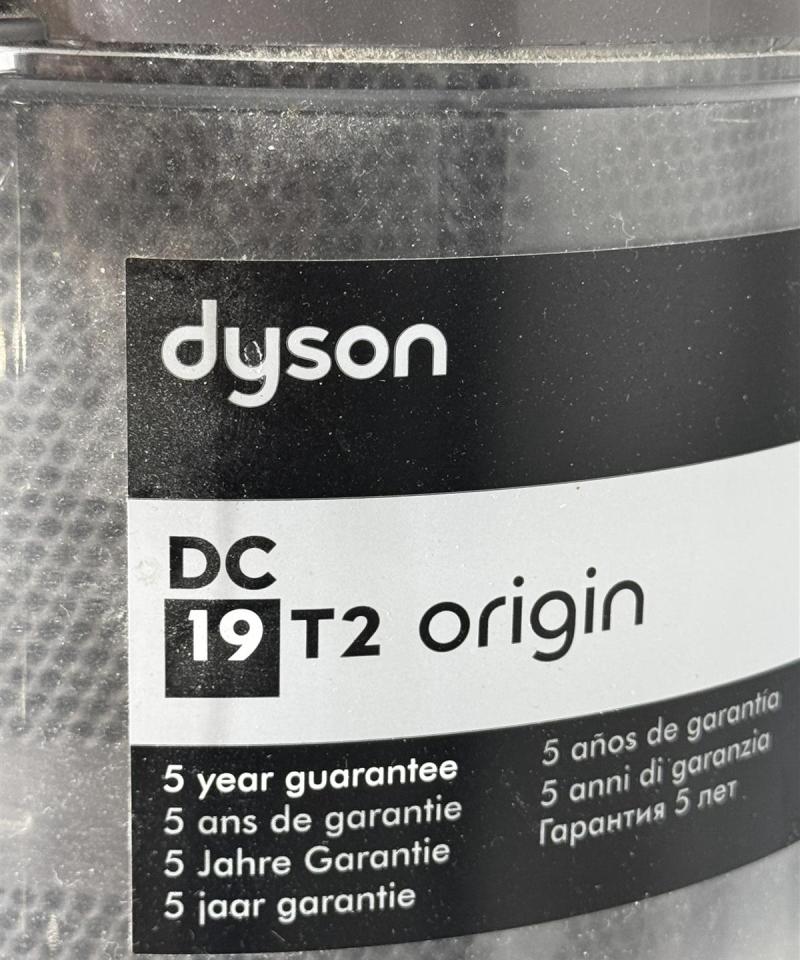 dyson
DC
19 T2 origin
5 year guarantee
5 ans de garantie
5 Jahre Garantie
5 jaar garantie
5 años de garantía
5 anni di garanzia
Гарантия 5 лет